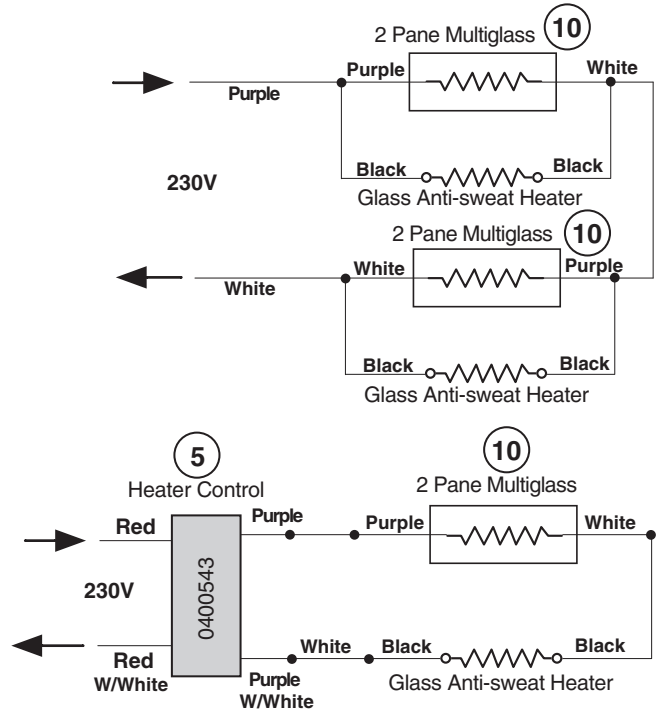 2 Pane Multiglass 10
Purple Purple White
Black Black
230V
Glass Anti-sweat Heater
2 Pane Multiglass 10
White White Purple
Black Black
Glass Anti-sweat Heater
5 10
Heater Control 2 Pane Multiglass
Red Purple Purple White
230V
0400543
Red W/White Purple W/White White Black Black
Glass Anti-sweat Heater